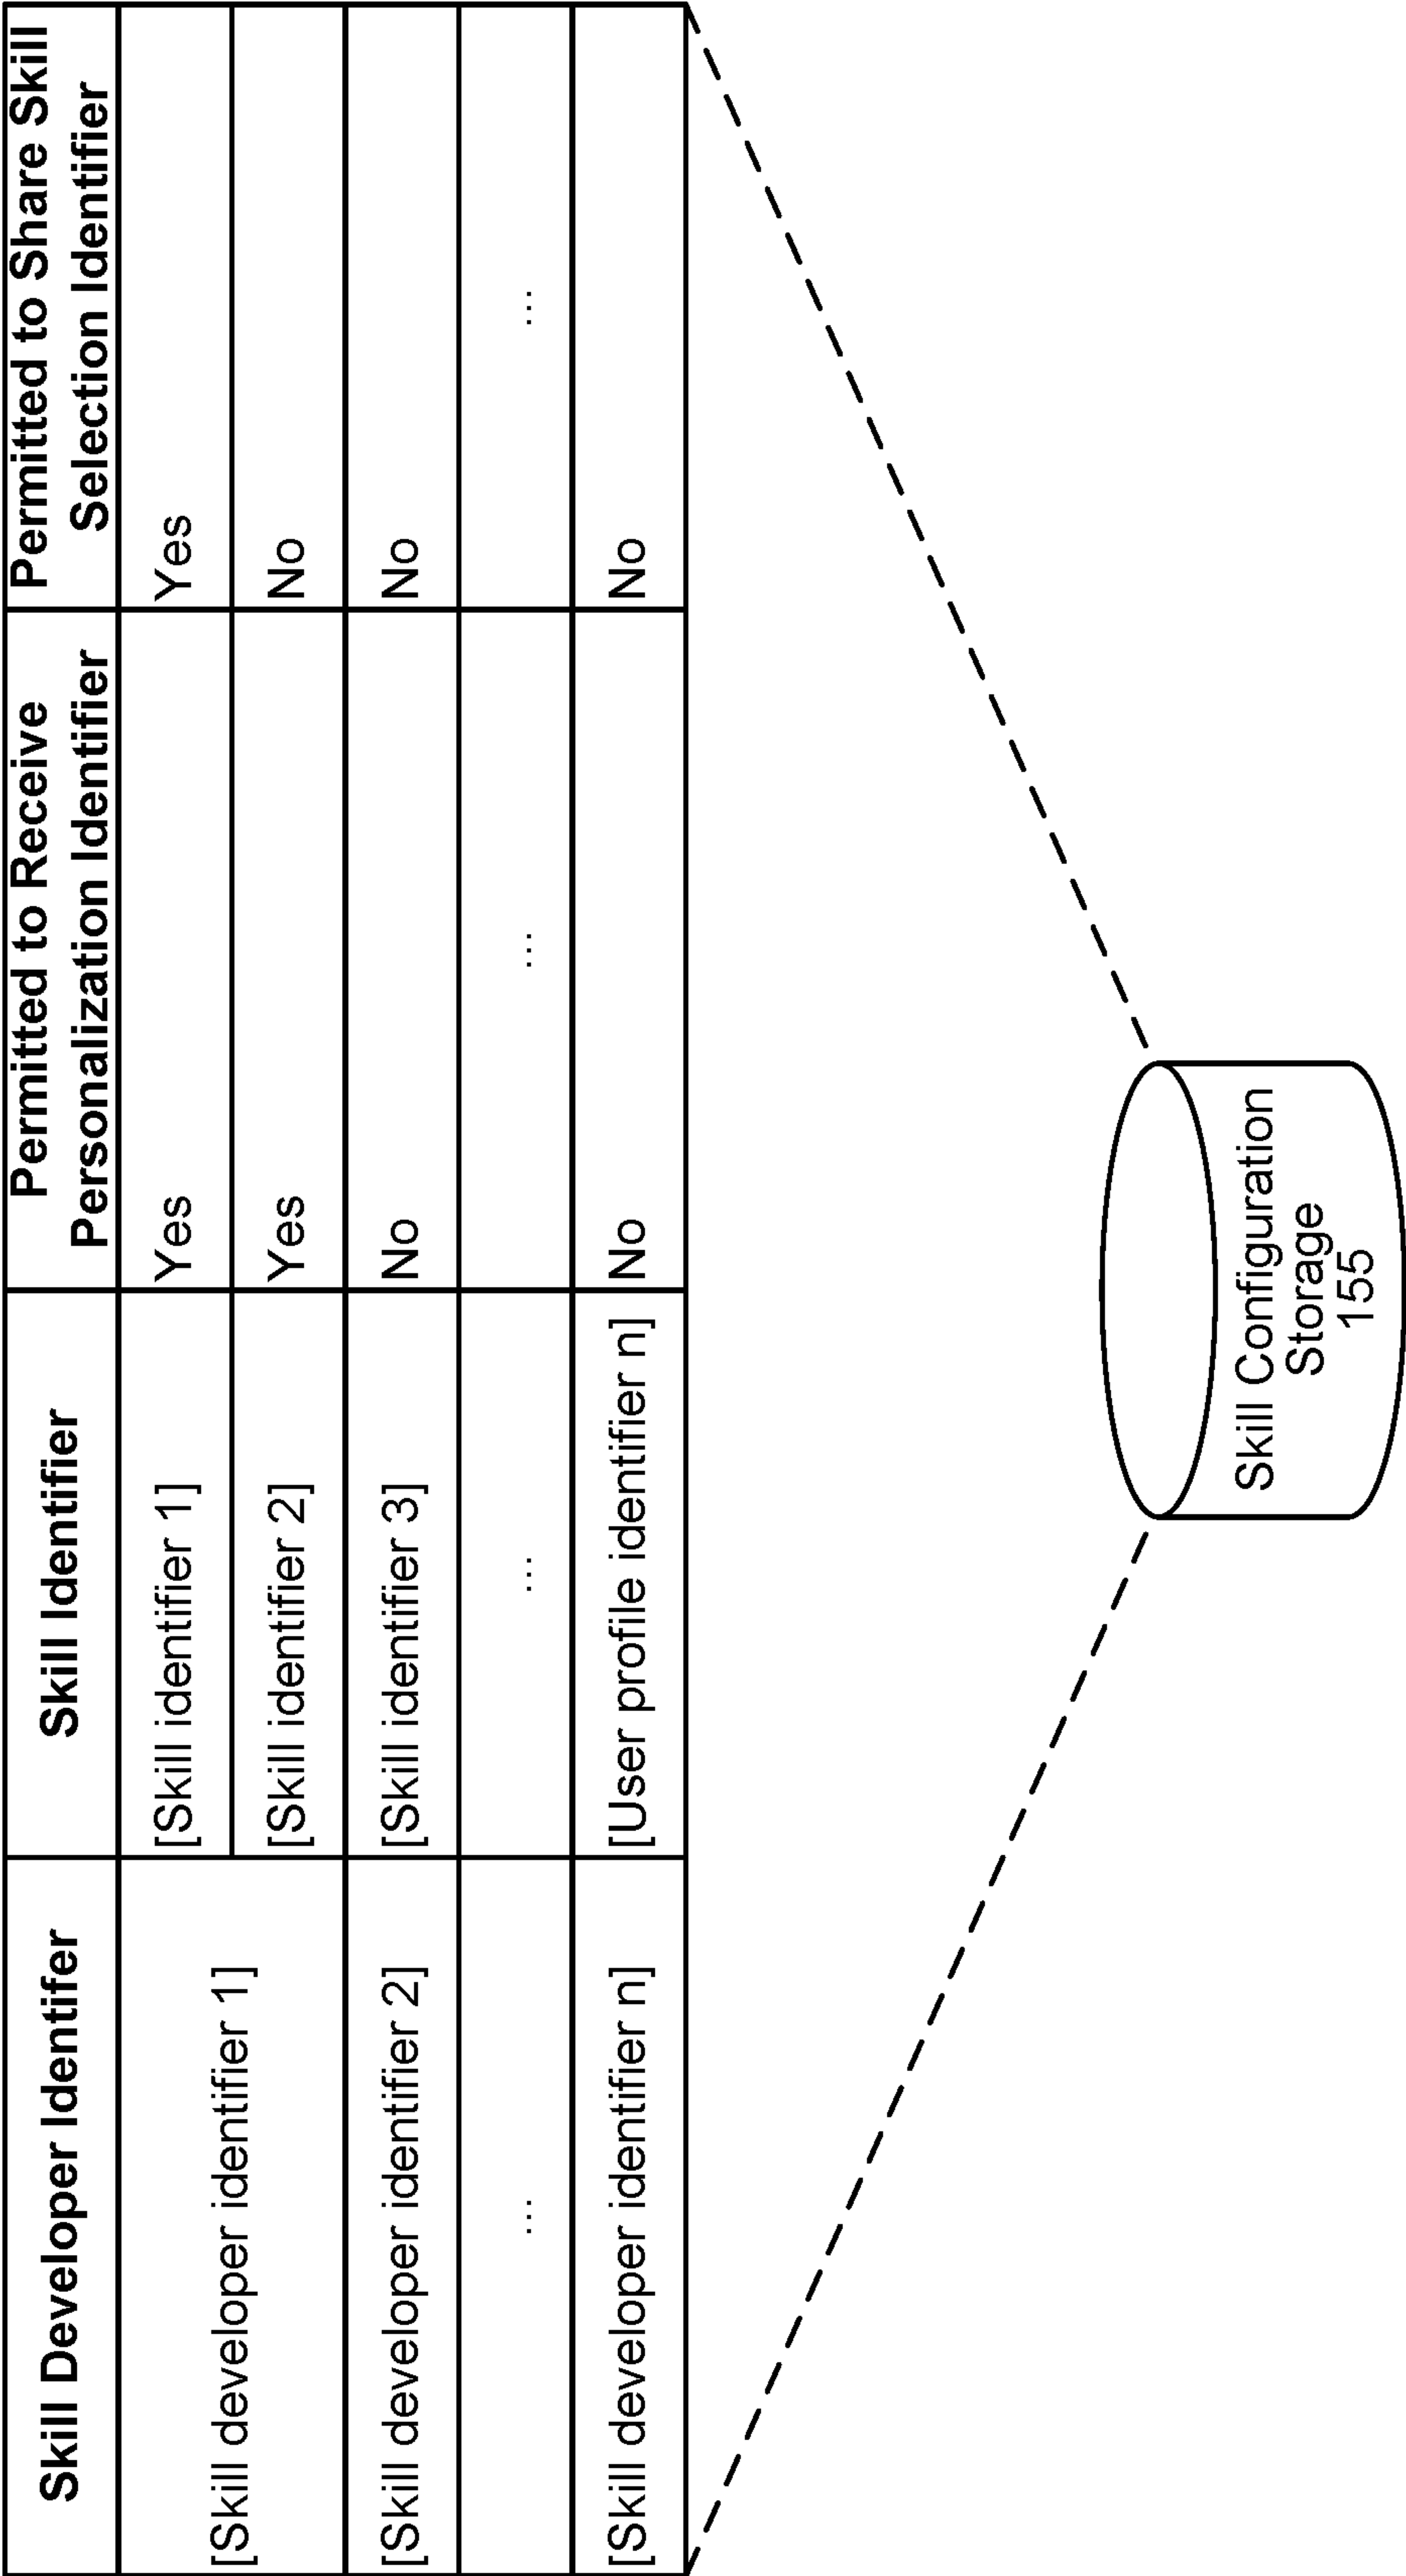 Skill Developer Identifer
Skill Identifier
Permitted to Receive
Personalization Identifier
Permitted to Share Skill
Selection Identifier
[Skill developer identifier 1]
[Skill identifier 1]
Yes
Yes
[Skill identifier 2]
Yes
No
[Skill developer identifier 2]
[Skill identifier 3]
No
No
...
...
...
...
[Skill developer identifier n]
[User profile identifier n]
No
No
Skill Configuration
Storage
155